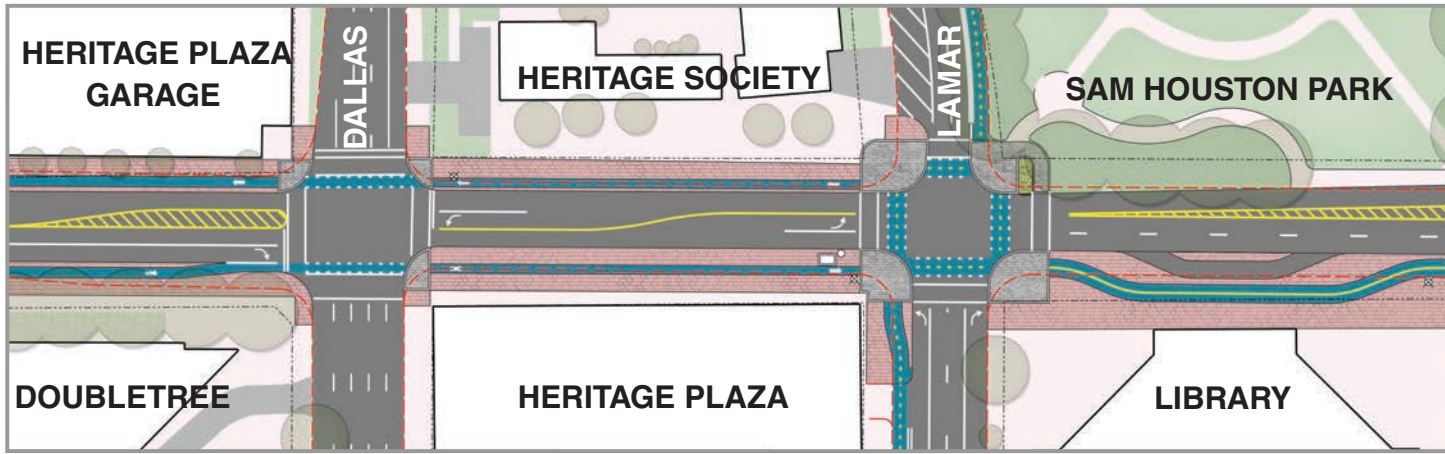 HERITAGE PLAZA
GARAGE
DALLAS
HERITAGE SOCIETY
LAMAR
SAM HOUSTON PARK
DOUBLETREE
HERITAGE PLAZA
LIBRARY